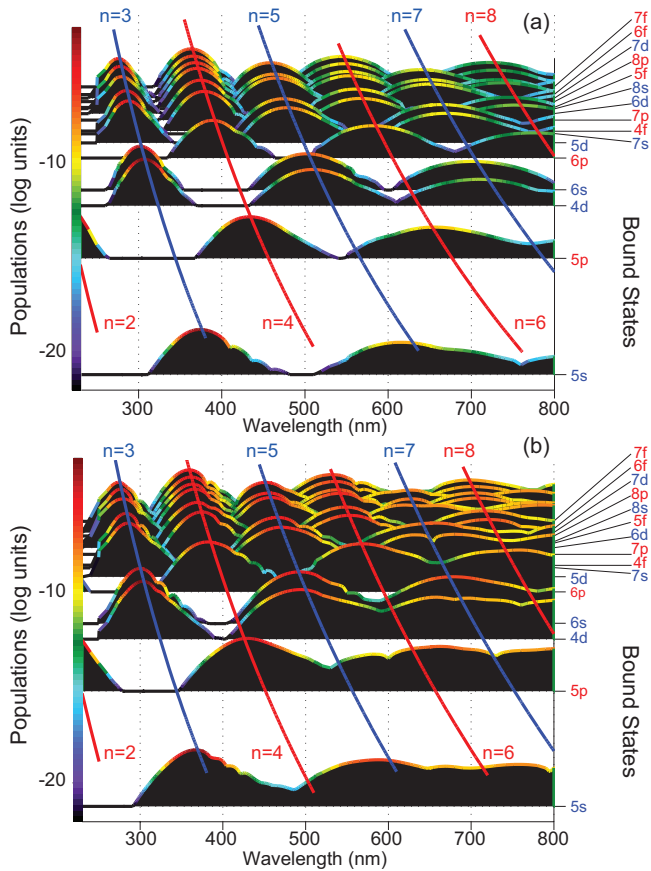 n=3
n=4
n=5
n=6
n=7
n=8
(a)
7f
6f
7d
8p
5f
8s
6d
7p
4f
7s
5d
6p
6s
4d
5p
5s
-10
-20
Populations (log units)
Bound States
n=2
n=4
n=6
300 400 500 600 700 800
Wavelength (nm)
n=3
n=5
n=7
n=8
(b)
7f
6f
7d
8p
8s
5f
6d
7p
4f
7s
5d
6p
6s
4d
5p
5s
-10
-20
Populations (log units)
Bound States
n=2
n=4
n=6
300 400 500 600 700 800
Wavelength (nm)